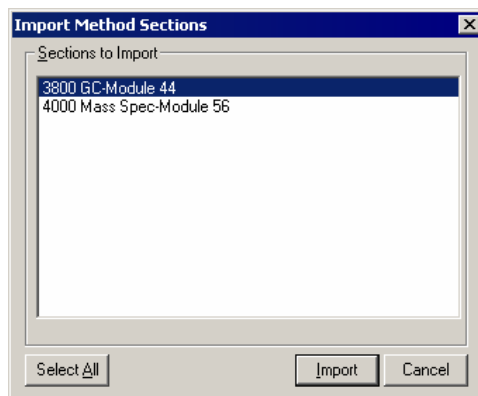 Import Method Sections
Sections to Import
3800 GC-Module 44
4000 Mass Spec-Module 56
Select All Import Cancel